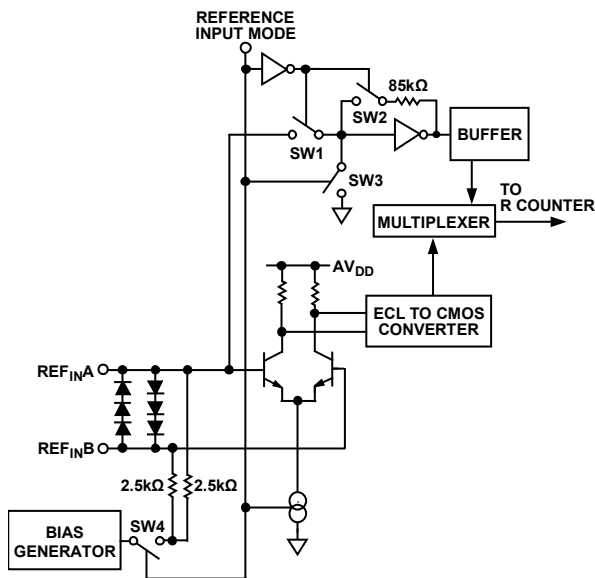 REFERENCE
INPUT MODE
85kΩ
SW2
SW1
BUFFER
SW3
TO
R COUNTER
MULTIPLEXER
AVDD
ECL TO CMOS
CONVERTER
REFINA
REFINB
2.5kΩ
2.5kΩ
SW4
BIAS
GENERATOR